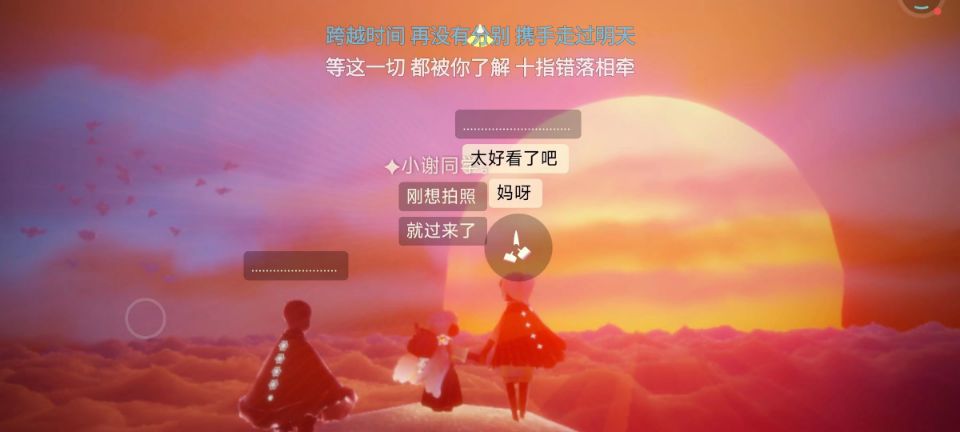 跨越时间 再没有分别 携手走过明天
等这一切 都被你了解 十指错落相牵
..............................
太好看了吧
✦小谢同学
刚想拍照
妈呀
就过来了
........................